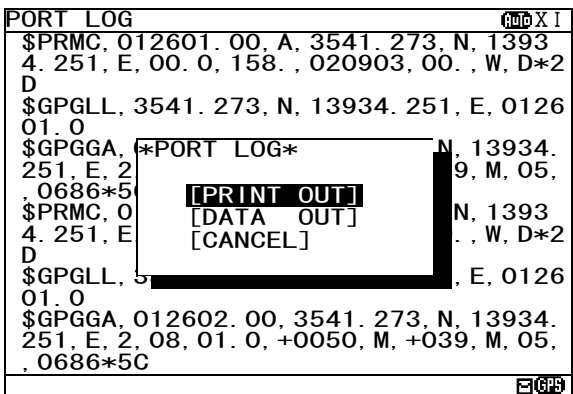 PORT LOG
AUTO X I
$PRMC, 012601. 00, A, 3541. 273, N, 1393
4. 251, E, 00. 0, 158. , 020903, 00. , W, D*2
D
$GPGLL, 3541. 273, N, 13934. 251, E, 0126
01. 0
$GPGGA, N, 13934.
251, E, 2 9, M, 05,
, 0686*5
$PRMC, 0 N, 1393
4. 251, E . , W, D*2
D
$GPGLL, 3 , E, 0126
01. 0
$GPGGA, 012602. 00, 3541. 273, N, 13934.
251, E, 2, 08, 01. 0, +0050, M, +039, M, 05,
, 0686*5C
*PORT LOG*
[PRINT OUT]
[DATA OUT]
[CANCEL]
GPS